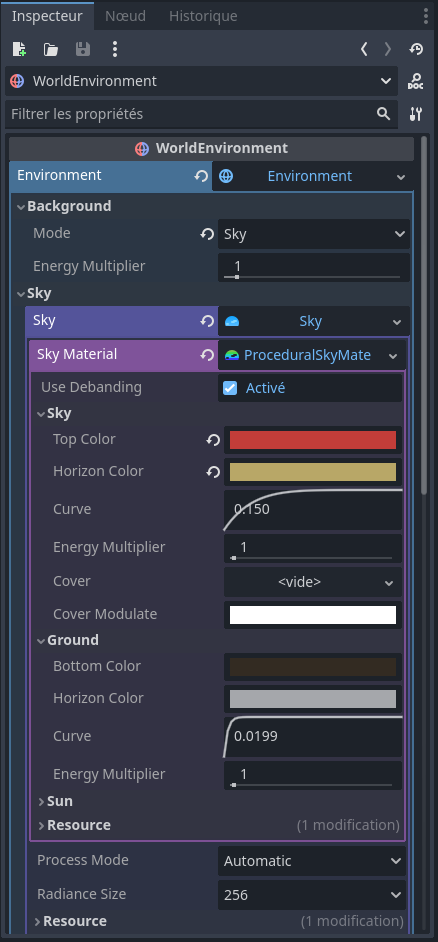 Inspecteur Nœud Historique
WorldEnvironment
DOC
Filtrer les propriétés
WorldEnvironment
Environment Environment
Background
Mode Sky
Energy Multiplier 1
Sky
Sky Sky
Sky Material ProceduralSkyMate
Use Debanding Activé
Sky
Top Color
Horizon Color
Curve 0.150
Energy Multiplier 1
Cover <vide>
Cover Modulate
Ground
Bottom Color
Horizon Color
Curve 0.0199
Energy Multiplier 1
Sun
Resource (1 modification)
Process Mode Automatic
Radiance Size 256
Resource (1 modification)